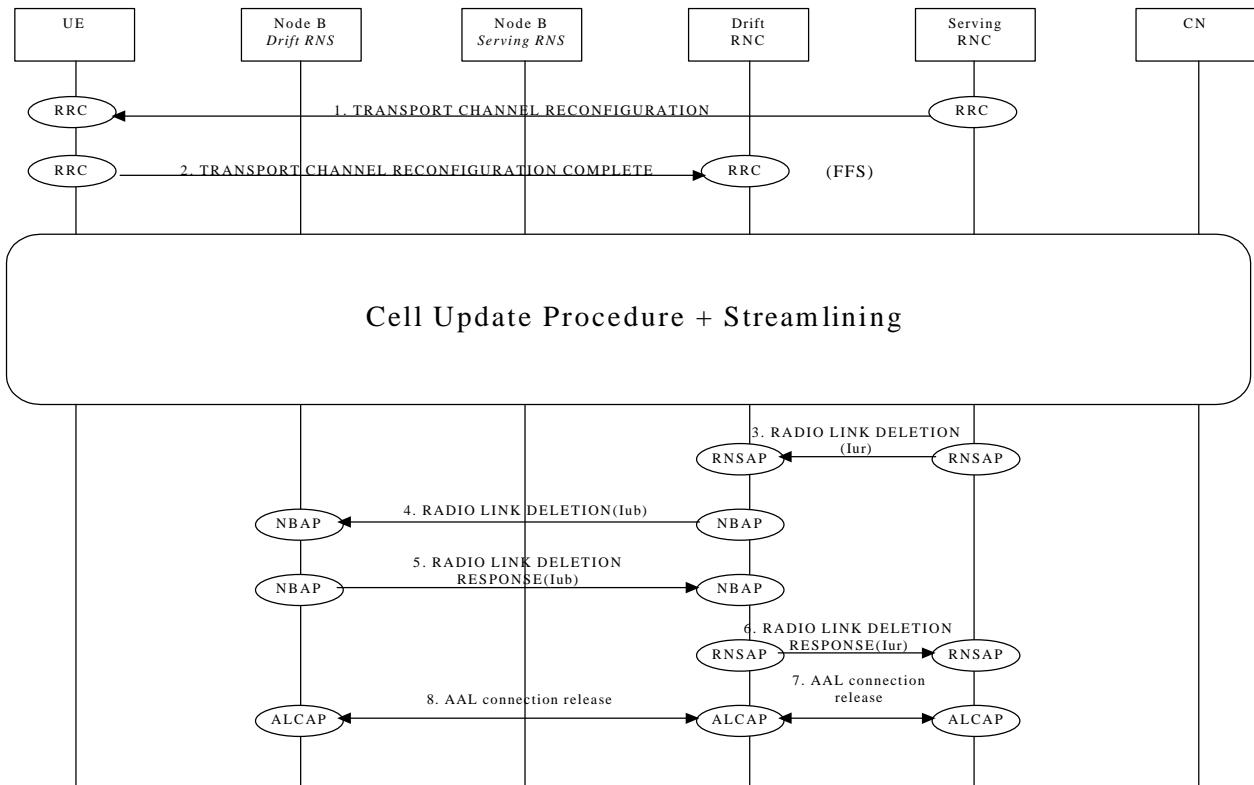 UE
Node B
Drift RNS
Node B
Serving RNS
Drift
RNC
Serving
RNC
CN
RRC
1. TRANSPORT CHANNEL RECONFIGURATION
RRC
RRC
2. TRANSPORT CHANNEL RECONFIGURATION COMPLETE
RRC
(FFS)
Cell Update Procedure + Streamlining
3. RADIO LINK DELETION
(Iur)
RNSAP
RNSAP
4. RADIO LINK DELETION(Iub)
NBAP
NBAP
5. RADIO LINK DELETION
RESPONSE(Iub)
NBAP
NBAP
6. RADIO LINK DELETION
RESPONSE(Iur)
RNSAP
RNSAP
7. AAL connection
release
8. AAL connection release
ALCAP
ALCAP
ALCAP